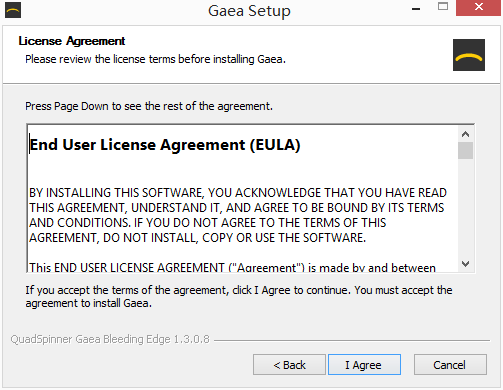 Gaea Setup
License Agreement
Please review the license terms before installing Gaea.
Press Page Down to see the rest of the agreement.
End User License Agreement (EULA)
BY INSTALLING THIS SOFTWARE, YOU ACKNOWLEDGE THAT YOU HAVE READ
THIS AGREEMENT, UNDERSTAND IT, AND AGREE TO BE BOUND BY ITS TERMS
AND CONDITIONS. IF YOU DO NOT AGREE TO THE TERMS OF THIS
AGREEMENT, DO NOT INSTALL, COPY OR USE THE SOFTWARE.
This END USER LICENSE AGREEMENT ("Agreement") is made by and between
If you accept the terms of the agreement, click I Agree to continue. You must accept the
agreement to install Gaea.
QuadSpinner Gaea Bleeding Edge 1.3.0.8
< Back
I Agree
Cancel